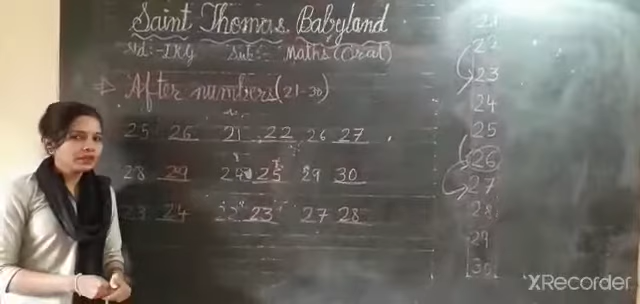 Saint Thomas Babyland
Std:- LKG Sub:- Maths (Oral)
⇒ After numbers (21-30)
25 26 21 22 26 27
28 29 24 25 29 30
23 24 22 23 27 28
21
22
23
24
25
26
27
28
29
30
XRecorder